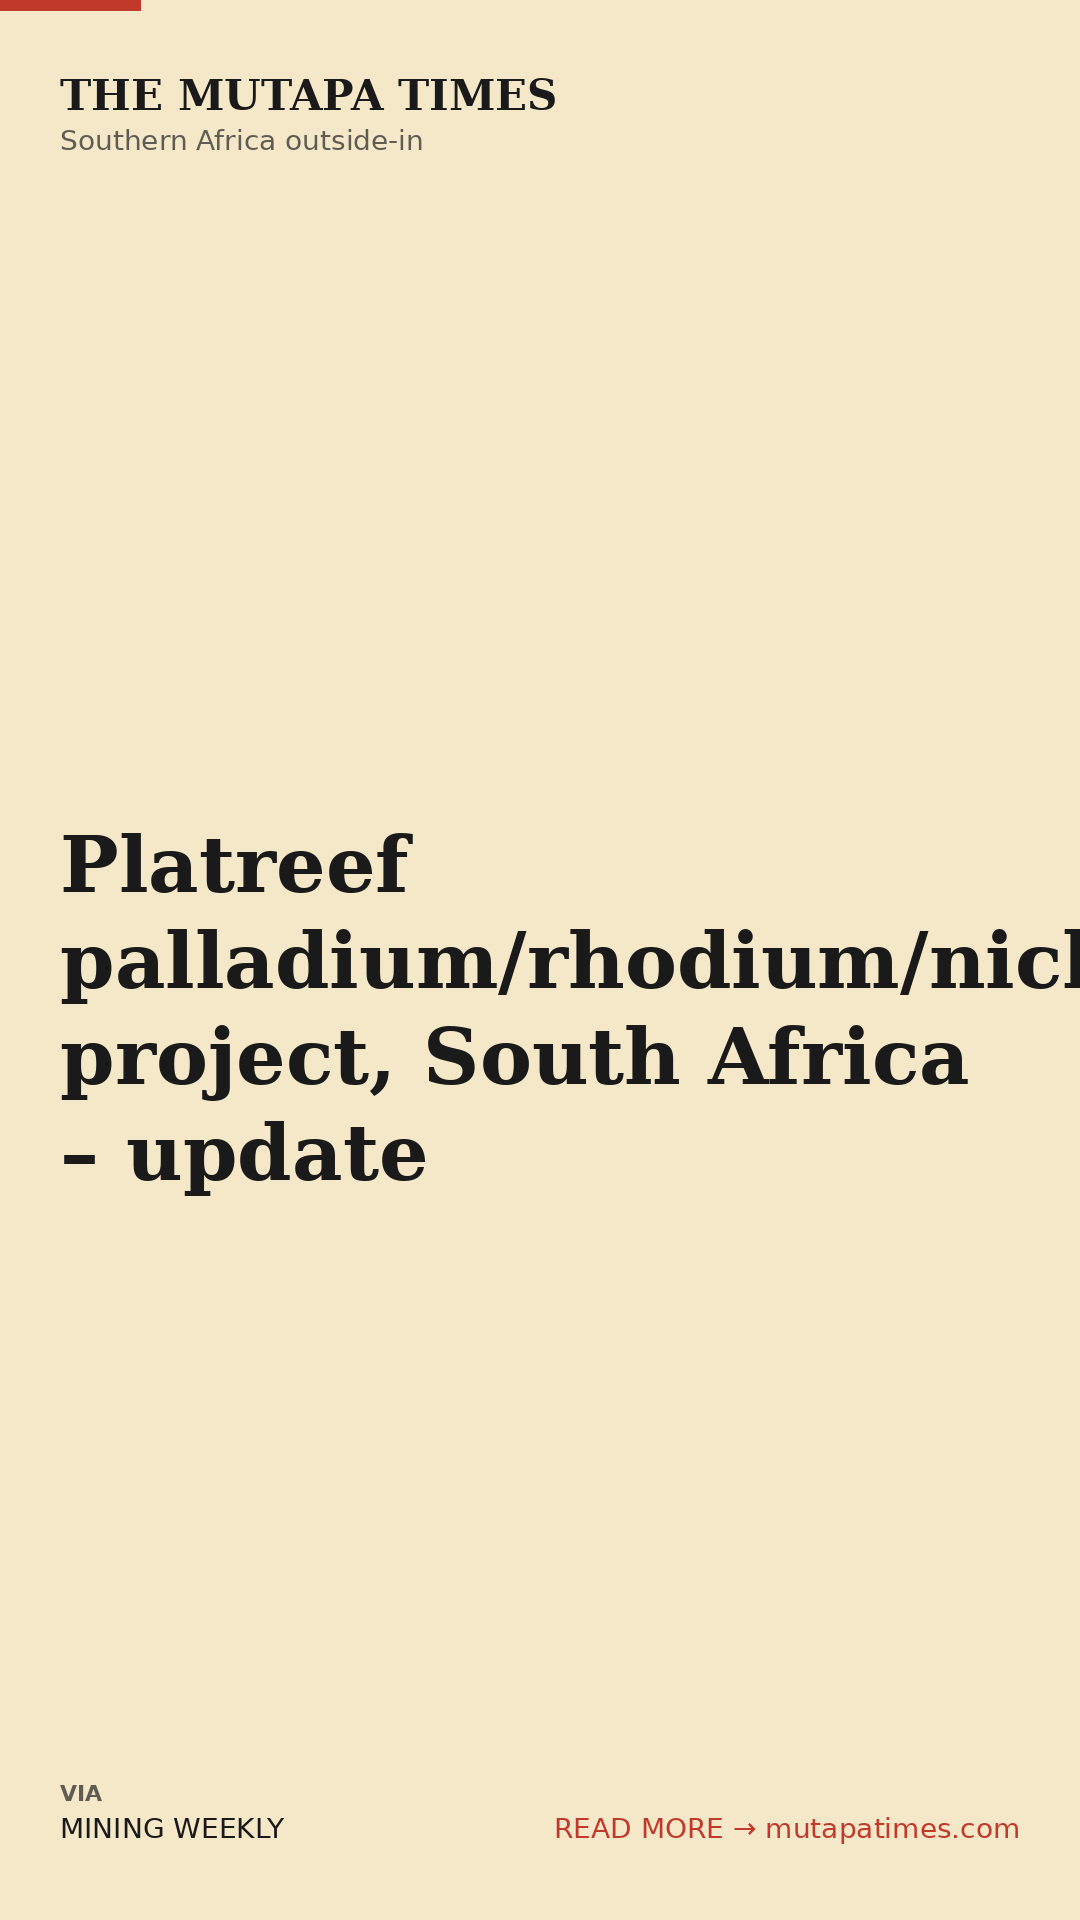 THE MUTAPA TIMES
Southern Africa outside-in
Platreef
palladium/rhodium/nicl
project, South Africa
– update
VIA
MINING WEEKLY
READ MORE → mutapatimes.com